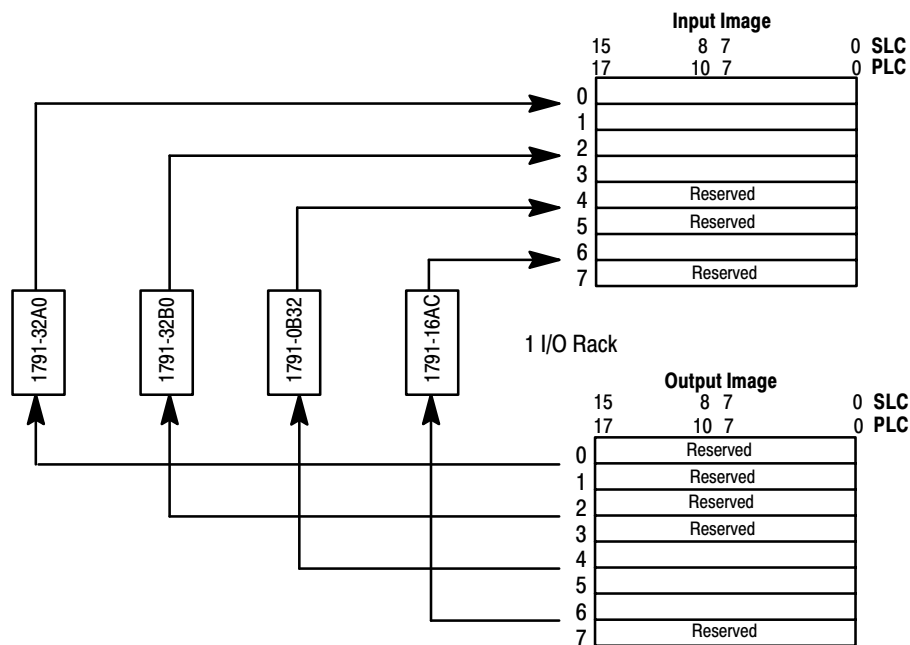 Input Image
15 8 7 0 SLC
17 10 7 0 PLC
0
1
2
3
4 Reserved
5 Reserved
6
7 Reserved
1791-32A0
1791-32B0
1791-0B32
1791-16AC
1 I/O Rack
Output Image
15 8 7 0 SLC
17 10 7 0 PLC
0 Reserved
1 Reserved
2 Reserved
3 Reserved
4
5
6
7 Reserved